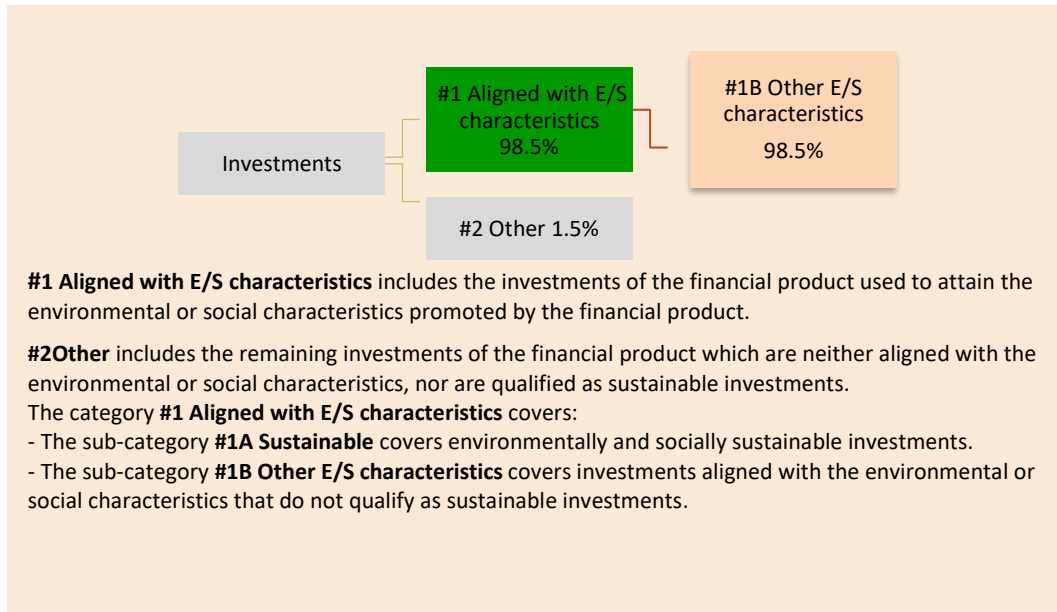 #1 Aligned with E/S
characteristics
98.5%
#1B Other E/S
characteristics
98.5%
Investments
#2 Other 1.5%
#1 Aligned with E/S characteristics includes the investments of the financial product used to attain the
environmental or social characteristics promoted by the financial product.
#2Other includes the remaining investments of the financial product which are neither aligned with the
environmental or social characteristics, nor are qualified as sustainable investments.
The category #1 Aligned with E/S characteristics covers:
- The sub-category #1A Sustainable covers environmentally and socially sustainable investments.
- The sub-category #1B Other E/S characteristics covers investments aligned with the environmental or
social characteristics that do not qualify as sustainable investments.